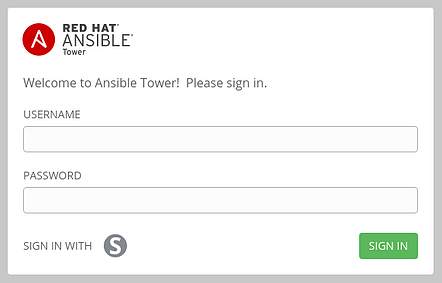 RED HAT®
ANSIBLE®
Tower
Welcome to Ansible Tower!  Please sign in.
USERNAME
PASSWORD
SIGN IN WITH S SIGN IN